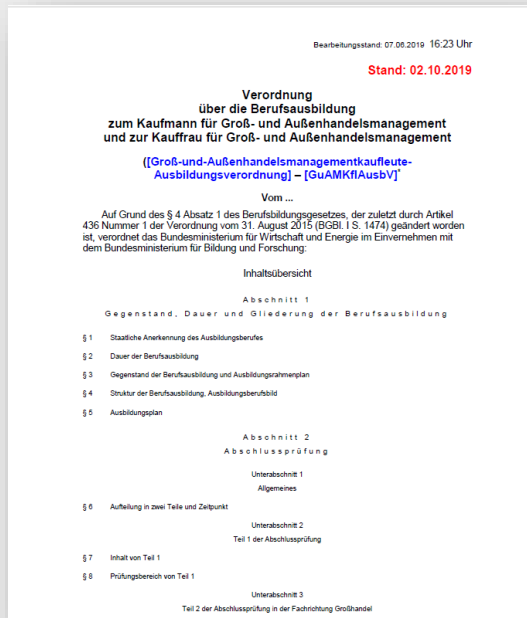 Bearbeitungsstand: 07.06.2019 16:23 Uhr
Stand: 02.10.2019
Verordnung
über die Berufsausbildung
zum Kaufmann für Groß- und Außenhandelsmanagement
und zur Kauffrau für Groß- und Außenhandelsmanagement
([Groß-und-Außenhandelsmanagementkaufleute-
Ausbildungsverordnung] – [GuAMKflAusbV]*
Vom ...
Auf Grund des § 4 Absatz 1 des Berufsbildungsgesetzes, der zuletzt durch Artikel
436 Nummer 1 der Verordnung vom 31. August 2015 (BGBl. I S. 1474) geändert worden
ist, verordnet das Bundesministerium für Wirtschaft und Energie im Einvernehmen mit
dem Bundesministerium für Bildung und Forschung:
Inhaltsübersicht
Abschnitt 1
Gegenstand, Dauer und Gliederung der Berufsausbildung
§ 1 Staatliche Anerkennung des Ausbildungsberufes
§ 2 Dauer der Berufsausbildung
§ 3 Gegenstand der Berufsausbildung und Ausbildungsrahmenplan
§ 4 Struktur der Berufsausbildung, Ausbildungsberufsbild
§ 5 Ausbildungsplan
Abschnitt 2
Abschlussprüfung
Unterabschnitt 1
Allgemeines
§ 6 Aufteilung in zwei Teile und Zeitpunkt
Unterabschnitt 2
Teil 1 der Abschlussprüfung
§ 7 Inhalt von Teil 1
§ 8 Prüfungsbereich von Teil 1
Unterabschnitt 3
Teil 2 der Abschlussprüfung in der Fachrichtung Großhandel